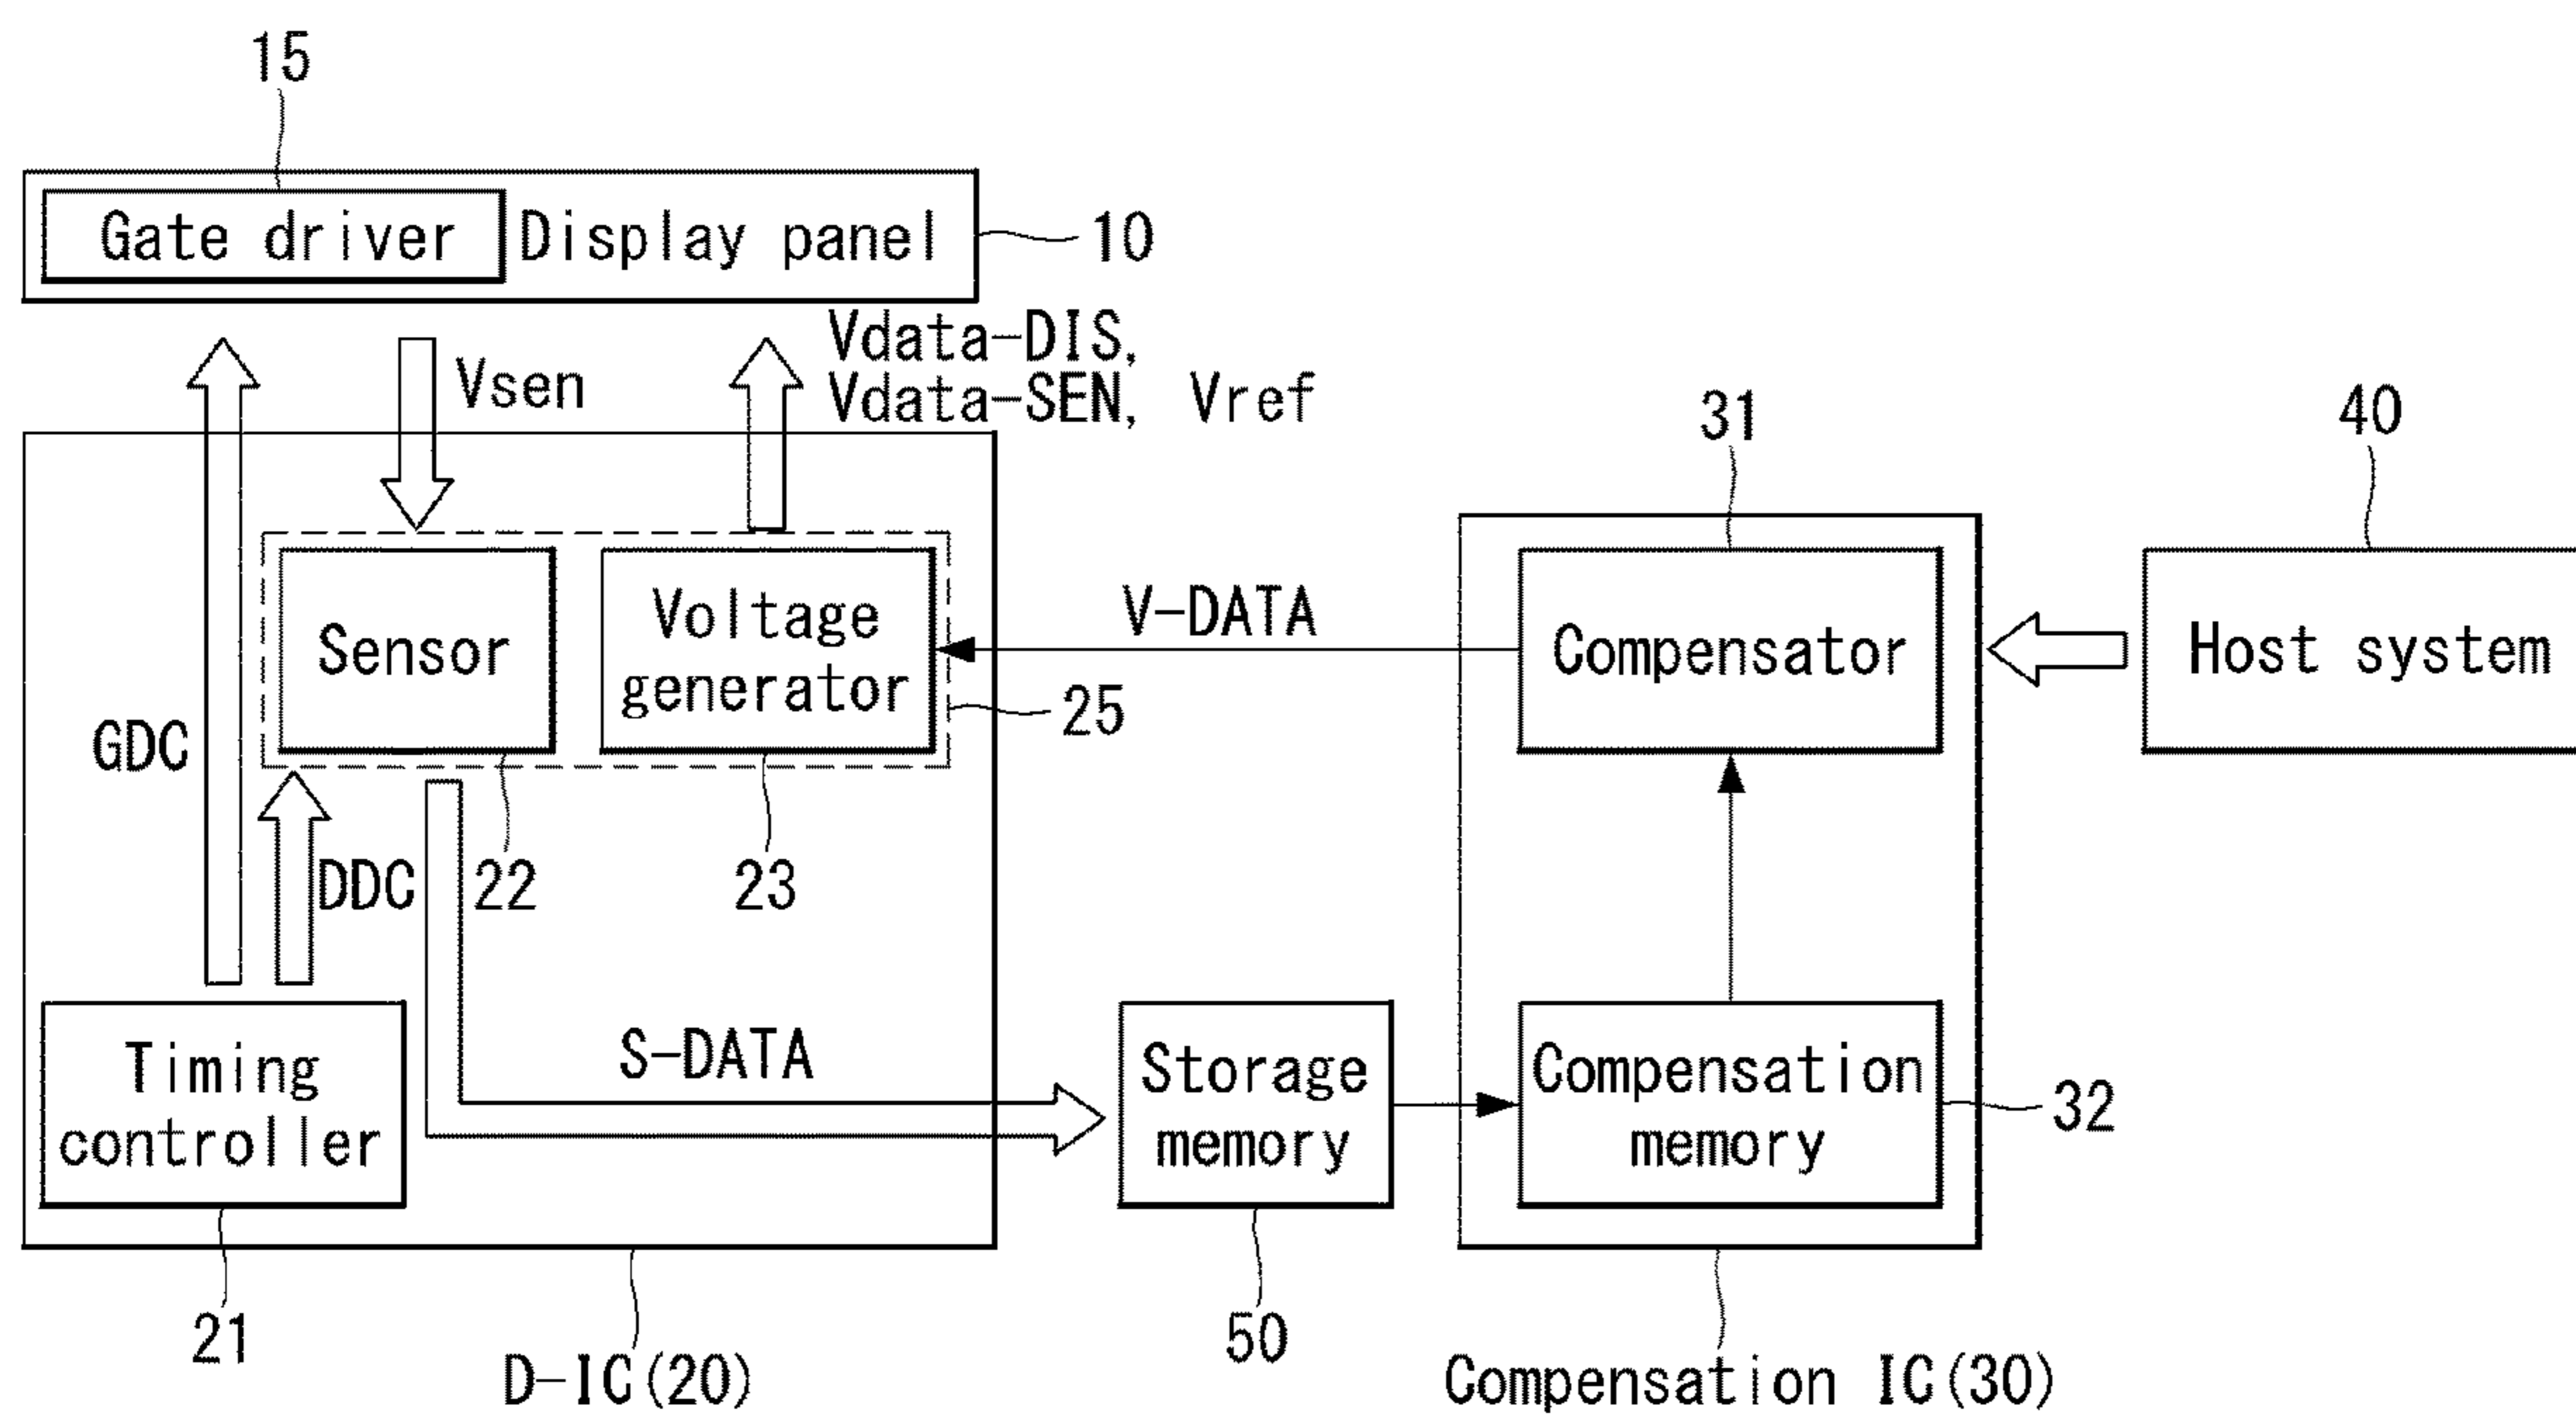 15
Gate driver
Display panel
10
Vdata-DIS,
Vdata-SEN, Vref
Vsen
31
40
Sensor
Voltage
generator
V-DATA
Compensator
Host system
25
GDC
DDC
22
23
S-DATA
Timing
controller
Storage
memory
Compensation
memory
32
21
50
D-IC(20)
Compensation IC(30)